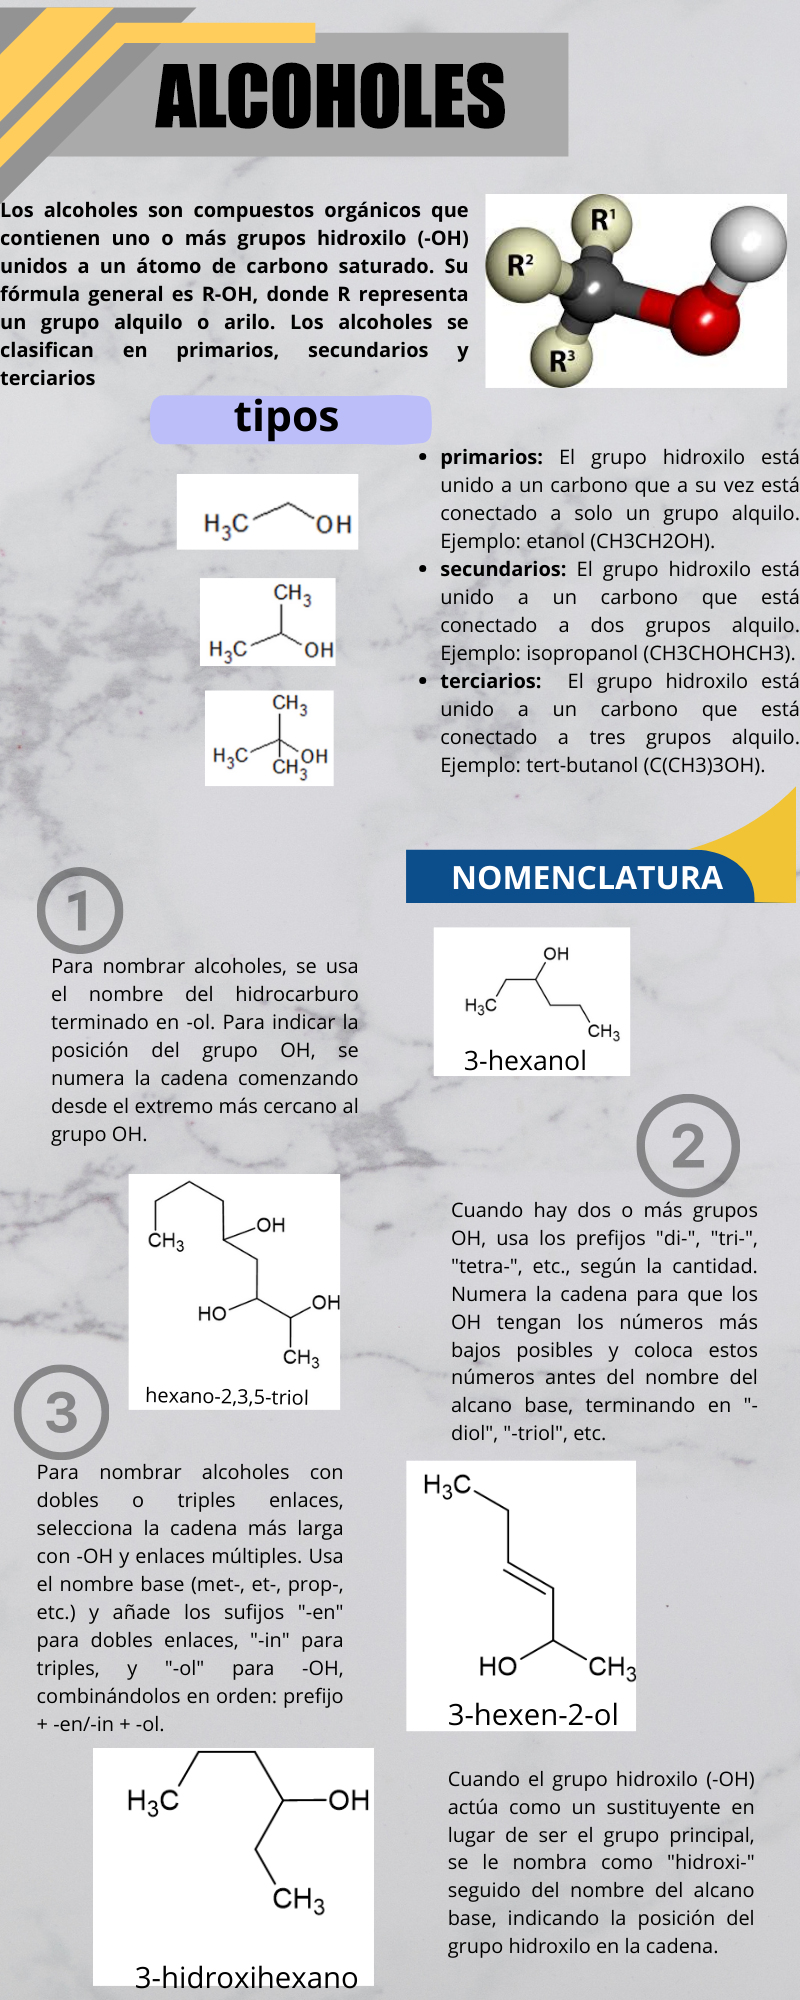 ALCOHOLES
Los alcoholes son compuestos orgánicos que
contienen uno o más grupos hidroxilo (-OH)
unidos a un átomo de carbono saturado. Su
fórmula general es R-OH, donde R representa
un grupo alquilo o arilo. Los alcoholes se
clasifican en primarios, secundarios y
terciarios
R¹
R²
R³
tipos
H₃C OH
CH₃
H₃C OH
CH₃
H₃C OH
CH₃
• primarios: El grupo hidroxilo está
unido a un carbono que a su vez está
conectado a solo un grupo alquilo.
Ejemplo: etanol (CH3CH2OH).
• secundarios: El grupo hidroxilo está
unido a un carbono que está
conectado a dos grupos alquilo.
Ejemplo: isopropanol (CH3CHOHCH3).
• terciarios: El grupo hidroxilo está
unido a un carbono que está
conectado a tres grupos alquilo.
Ejemplo: tert-butanol (C(CH3)3OH).
NOMENCLATURA
1
Para nombrar alcoholes, se usa
el nombre del hidrocarburo
terminado en -ol. Para indicar la
posición del grupo OH, se
numera la cadena comenzando
desde el extremo más cercano al
grupo OH.
OH
H₃C
CH₃
3-hexanol
2
Cuando hay dos o más grupos
OH, usa los prefijos "di-", "tri-",
"tetra-", etc., según la cantidad.
Numera la cadena para que los
OH tengan los números más
bajos posibles y coloca estos
números antes del nombre del
alcano base, terminando en "-
diol", "-triol", etc.
OH
CH₃
HO OH
CH₃
hexano-2,3,5-triol
3
Para nombrar alcoholes con
dobles o triples enlaces,
selecciona la cadena más larga
con -OH y enlaces múltiples. Usa
el nombre base (met-, et-, prop-,
etc.) y añade los sufijos "-en"
para dobles enlaces, "-in" para
triples, y "-ol" para -OH,
combinándolos en orden: prefijo
+ -en/-in + -ol.
H₃C
HO CH₃
3-hexen-2-ol
H₃C OH
CH₃
3-hidroxihexano
Cuando el grupo hidroxilo (-OH)
actúa como un sustituyente en
lugar de ser el grupo principal,
se le nombra como "hidroxi-"
seguido del nombre del alcano
base, indicando la posición del
grupo hidroxilo en la cadena.